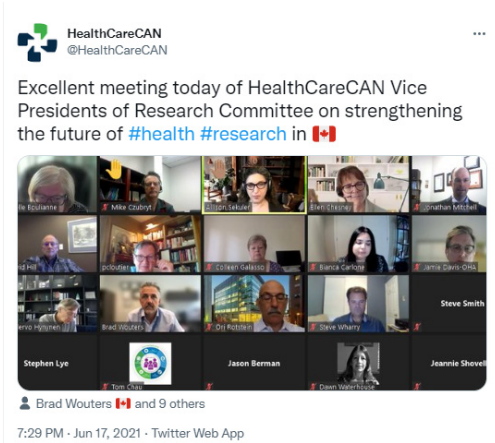 HealthCareCAN
@HealthCareCAN
Excellent meeting today of HealthCareCAN Vice
Presidents of Research Committee on strengthening
the future of #health #research in
Mike Czubryt
Allison Sekuler
Ellen Chesney
Jonathan Mitchell
Hill
pcloutier
Colleen Galasso
Bianca Carlone
Jamie Davis-OHA
Brad Wouters
Ori Rotstein
Steve Wharry
Steve Smith
Stephen Lye
Tom Chau
Jason Berman
Dawn Waterhouse
Jeannie Shovell
Brad Wouters and 9 others
7:29 PM · Jun 17, 2021 · Twitter Web App